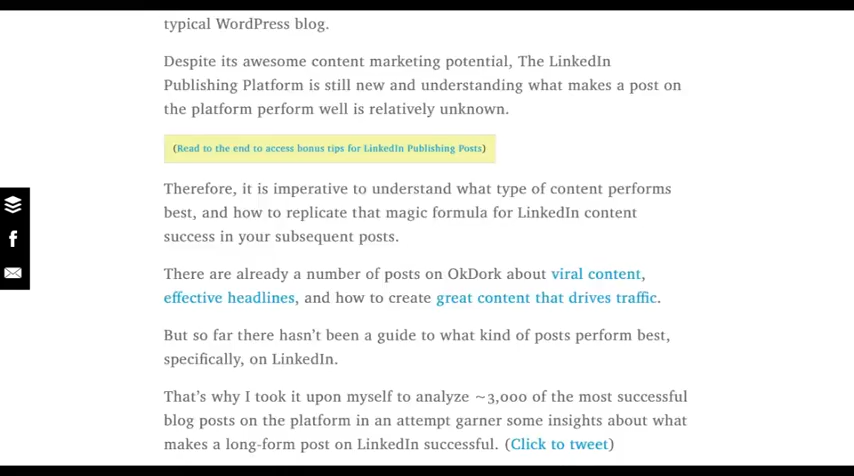 typical WordPress blog.
Despite its awesome content marketing potential, The LinkedIn
Publishing Platform is still new and understanding what makes a post on
the platform perform well is relatively unknown.
(Read to the end to access bonus tips for LinkedIn Publishing Posts)
Therefore, it is imperative to understand what type of content performs
best, and how to replicate that magic formula for LinkedIn content
success in your subsequent posts.
There are already a number of posts on OkDork about viral content,
effective headlines, and how to create great content that drives traffic.
But so far there hasn't been a guide to what kind of posts perform best,
specifically, on LinkedIn.
That's why I took it upon myself to analyze ~3,000 of the most successful
blog posts on the platform in an attempt garner some insights about what
makes a long-form post on LinkedIn successful. (Click to tweet)